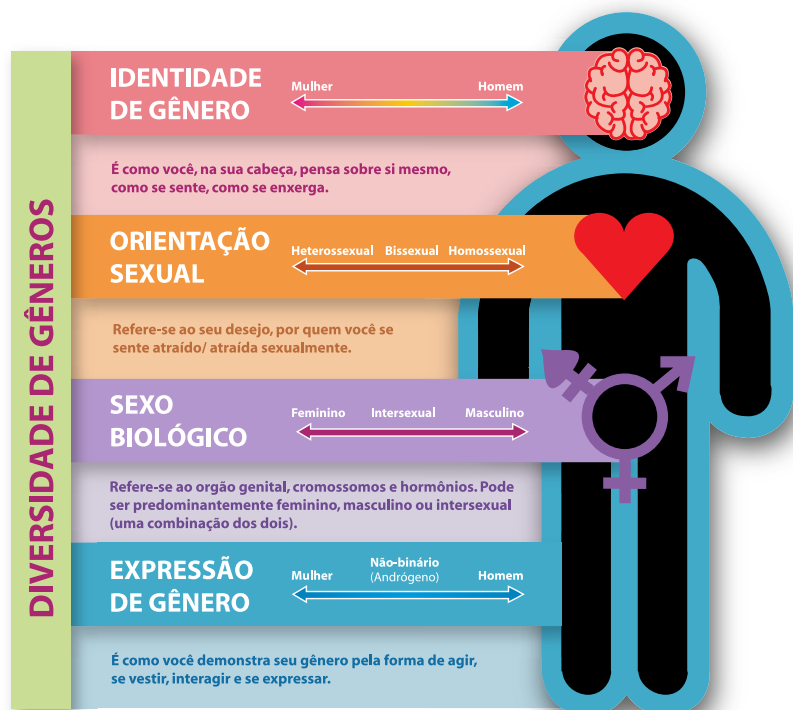 DIVERSIDADE DE GÊNEROS
IDENTIDADE
DE GÊNERO
Mulher Homem
É como você, na sua cabeça, pensa sobre si mesmo,
como se sente, como se enxerga.
ORIENTAÇÃO
SEXUAL
Heterossexual Bissexual Homossexual
Refere-se ao seu desejo, por quem você se
sente atraído/ atraída sexualmente.
SEXO
BIOLÓGICO
Feminino Intersexual Masculino
Refere-se ao orgão genital, cromossomos e hormônios. Pode
ser predominantemente feminino, masculino ou intersexual
(uma combinação dos dois).
EXPRESSÃO
DE GÊNERO
Mulher Não-binário Homem
(Andrógeno)
É como você demonstra seu gênero pela forma de agir,
se vestir, interagir e se expressar.